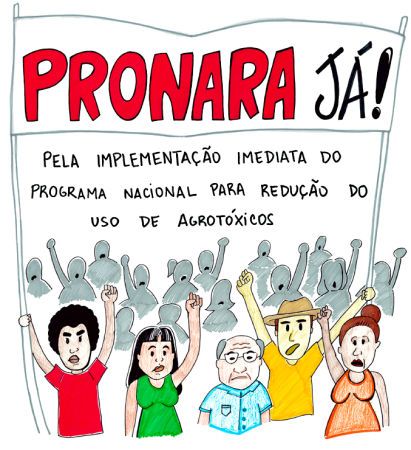 PRONARA JÁ!
PELA IMPLEMENTAÇÃO IMEDIATA DO
PROGRAMA NACIONAL PARA REDUÇÃO DO
USO DE AGROTÓXICOS